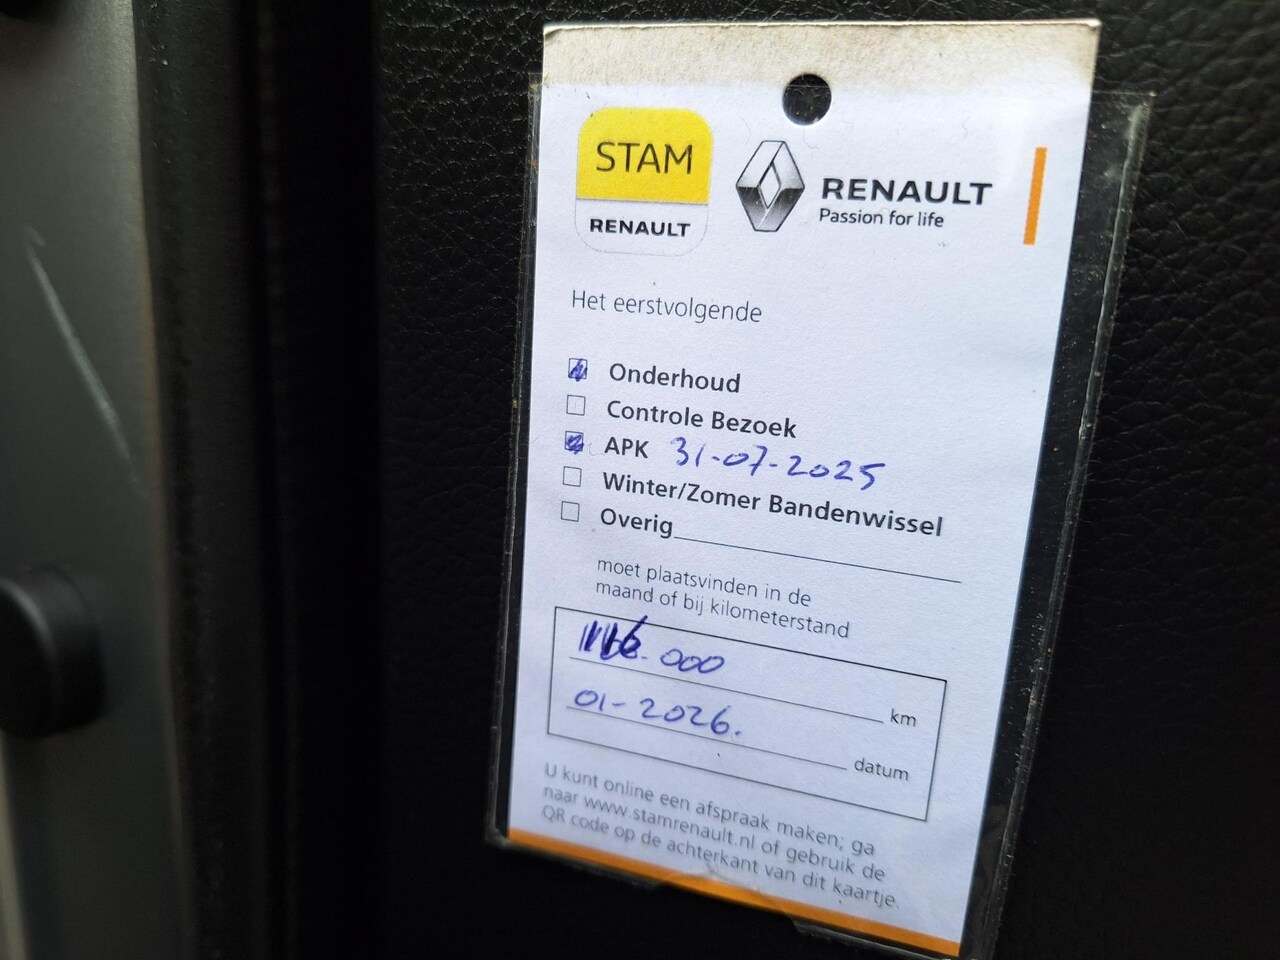 STAM
RENAULT
RENAULT
Passion for life
Het eerstvolgende
Onderhoud
Controle Bezoek
APK 31-07-2025
Winter/Zomer Bandenwissel
Overig
moet plaatsvinden in de
maand of bij kilometerstand
116.000 km
01-2026. datum
U kunt online een afspraak maken; ga
naar www.stamrenault.nl of gebruik de
QR code op de achterkant van dit kaartje.